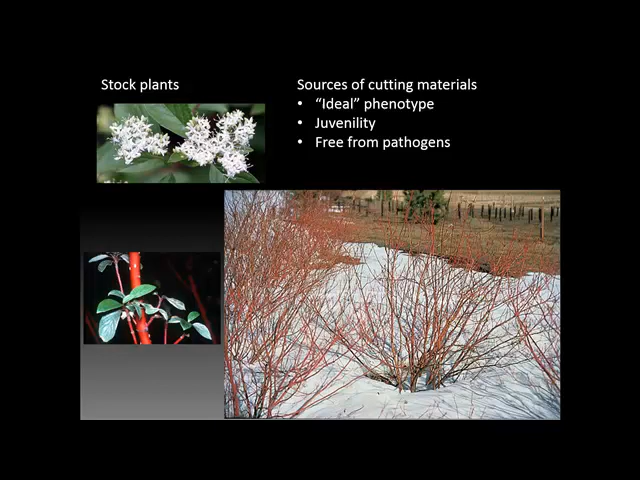 Stock plants
Sources of cutting materials
• “Ideal” phenotype
• Juvenility
• Free from pathogens